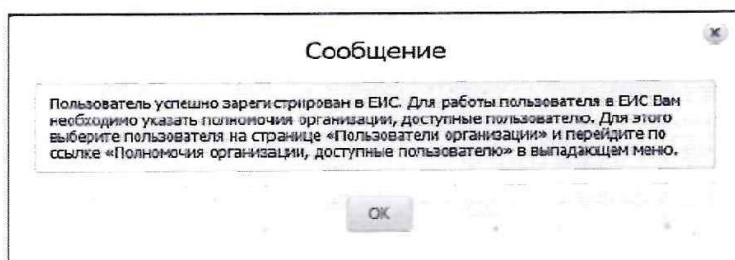 Сообщение
Пользователь успешно зарегистрирован в ЕИС. Для работы пользователя в ЕИС Вам
необходимо указать полномочия организации, доступные пользователю. Для этого
выберите пользователя на странице «Пользователи организации» и перейдите по
ссылке «Полномочия организации, доступные пользователю» в выпадающем меню.
ОК